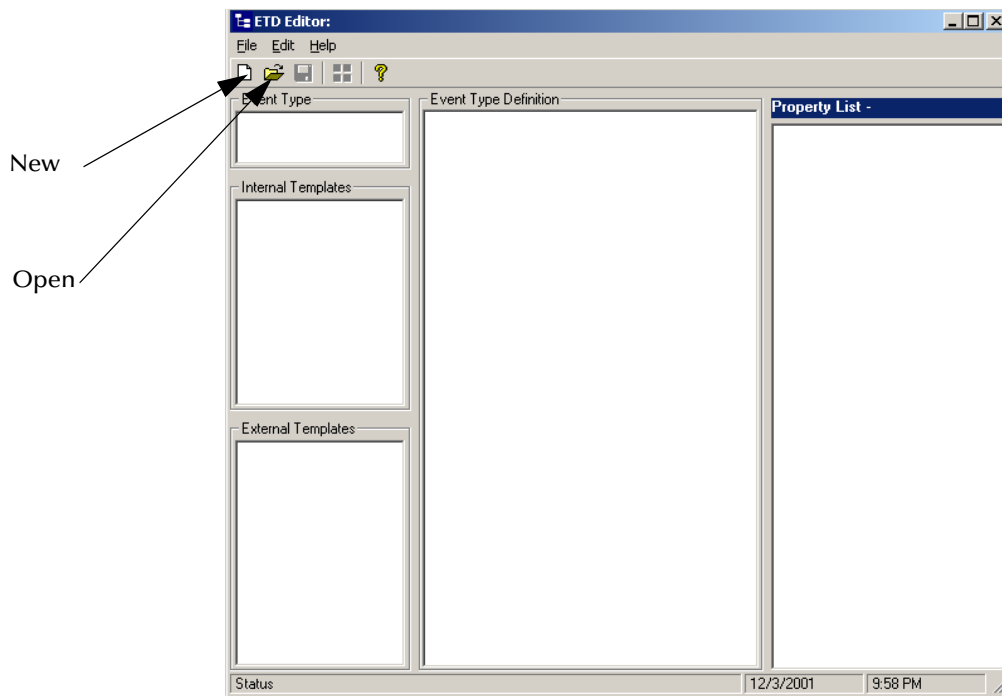 ETD Editor:
File Edit Help
Event Type
Event Type Definition
Property List -
New
Internal Templates
Open
External Templates
Status
12/3/2001
9:58 PM